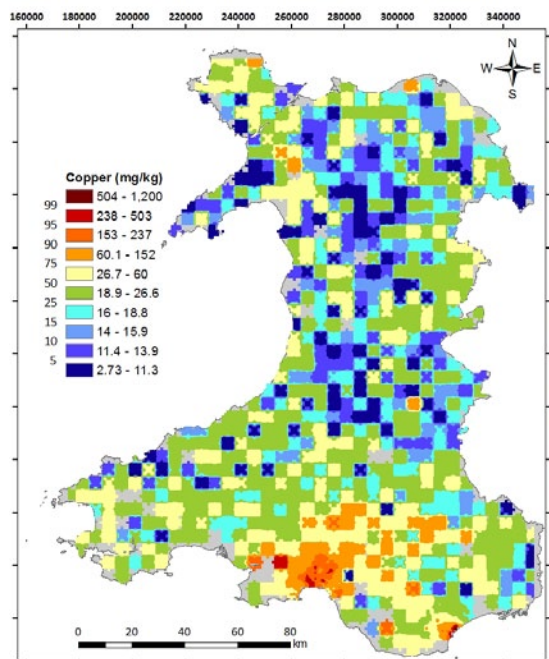 160000 200000 220000 240000 260000 280000 300000 320000 340000
N
W E
S
Copper (mg/kg)
504 - 1,200
99
238 - 503
95
153 - 237
90
60.1 - 152
75
26.7 - 60
50
18.9 - 26.6
25
16 - 18.8
15
14 - 15.9
10
11.4 - 13.9
5
2.73 - 11.3
0 20 40 60 80
km